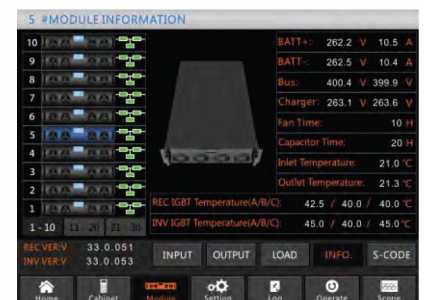 5 #MODULE INFORMATION
10
9
8
7
6
5
4
3
2
1
1 - 10 11 - 20 21 - 30
BATT+: 262.2 V 10.5 A
BATT-: 262.5 V 10.4 A
Bus: 400.4 V 399.9 V
Charger: 263.1 V 263.6 V
Fan Time: 10 H
Capacitor Time: 20 H
Inlet Temperature: 21.0 ℃
Outlet Temperature: 21.3 ℃
REC IGBT Temperature(A/B/C): 42.5 / 40.0 / 40.0 ℃
INV IGBT Temperature(A/B/C): 45.0 / 40.0 / 45.0 ℃
REC VER:V 33.0.051
INV VER:V 33.0.053
INPUT OUTPUT LOAD INFO. S-CODE
Home Cabinet Module Setting Log Operate Scope